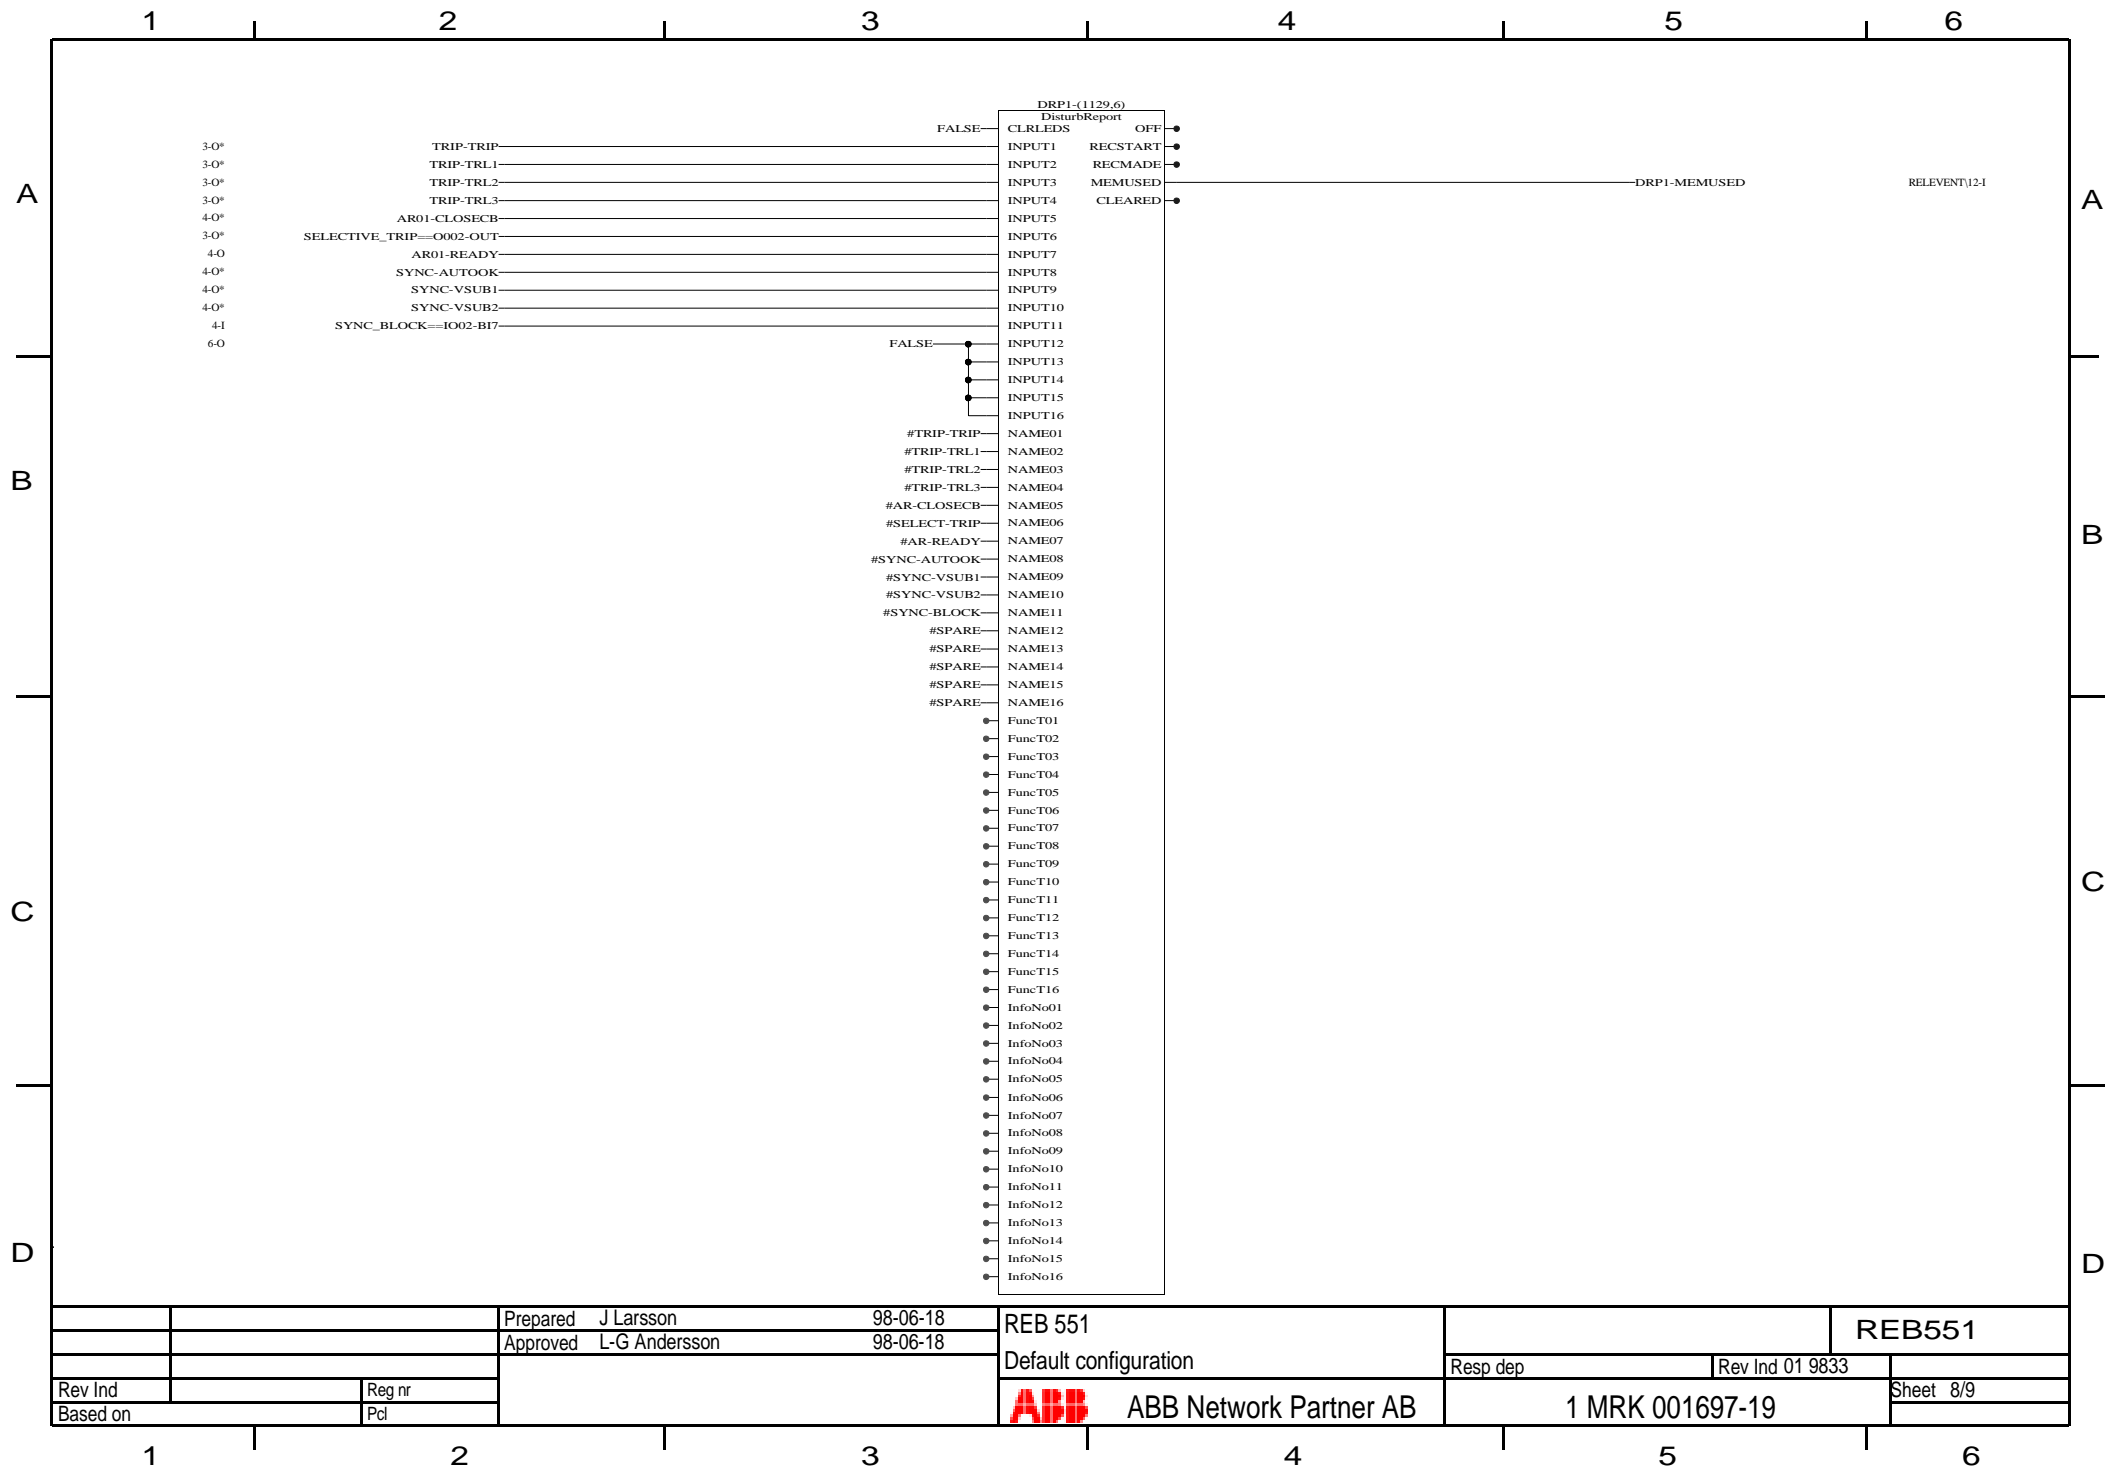 1 2 3 4 5 6
DRP1-(1129,6)
DisturbReport
FALSE CLRLEDS OFF
3-O* TRIP-TRIP INPUT1 RECSTART
3-O* TRIP-TRL1 INPUT2 RECMADE
A 3-O* TRIP-TRL2 INPUT3 MEMUSED DRP1-MEMUSED RELEVENT\12-I A
3-O* TRIP-TRL3 INPUT4 CLEARED
4-O* AR01-CLOSECB INPUT5
3-O* SELECTIVE_TRIP==O002-OUT INPUT6
4-O AR01-READY INPUT7
4-O* SYNC-AUTOOK INPUT8
4-O* SYNC-VSUB1 INPUT9
4-O* SYNC-VSUB2 INPUT10
4-I SYNC_BLOCK==IO02-BI7 INPUT11
6-O FALSE INPUT12
INPUT13
INPUT14
INPUT15
INPUT16
#TRIP-TRIP NAME01
#TRIP-TRL1 NAME02
#TRIP-TRL2 NAME03
B #TRIP-TRL3 NAME04
#AR-CLOSECB NAME05
#SELECT-TRIP NAME06
#AR-READY NAME07 B
#SYNC-AUTOOK NAME08
#SYNC-VSUB1 NAME09
#SYNC-VSUB2 NAME10
#SYNC-BLOCK NAME11
#SPARE NAME12
#SPARE NAME13
#SPARE NAME14
#SPARE NAME15
#SPARE NAME16
FuncT01
FuncT02
FuncT03
FuncT04
FuncT05
FuncT06
FuncT07
FuncT08
FuncT09
FuncT10 C
FuncT11
C FuncT12
FuncT13
FuncT14
FuncT15
FuncT16
InfoNo01
InfoNo02
InfoNo03
InfoNo04
InfoNo05
InfoNo06
InfoNo07
InfoNo08
InfoNo09
InfoNo10
InfoNo11
InfoNo12
InfoNo13
D InfoNo14
InfoNo15 D
InfoNo16
Prepared J Larsson 98-06-18
Approved L-G Andersson 98-06-18
REB 551
Default configuration
REB551
Resp dep Rev Ind 01 9833
Rev Ind Reg nr
Based on Pcl
ABB ABB Network Partner AB
1 MRK 001697-19
Sheet 8/9
1 2 3 4 5 6